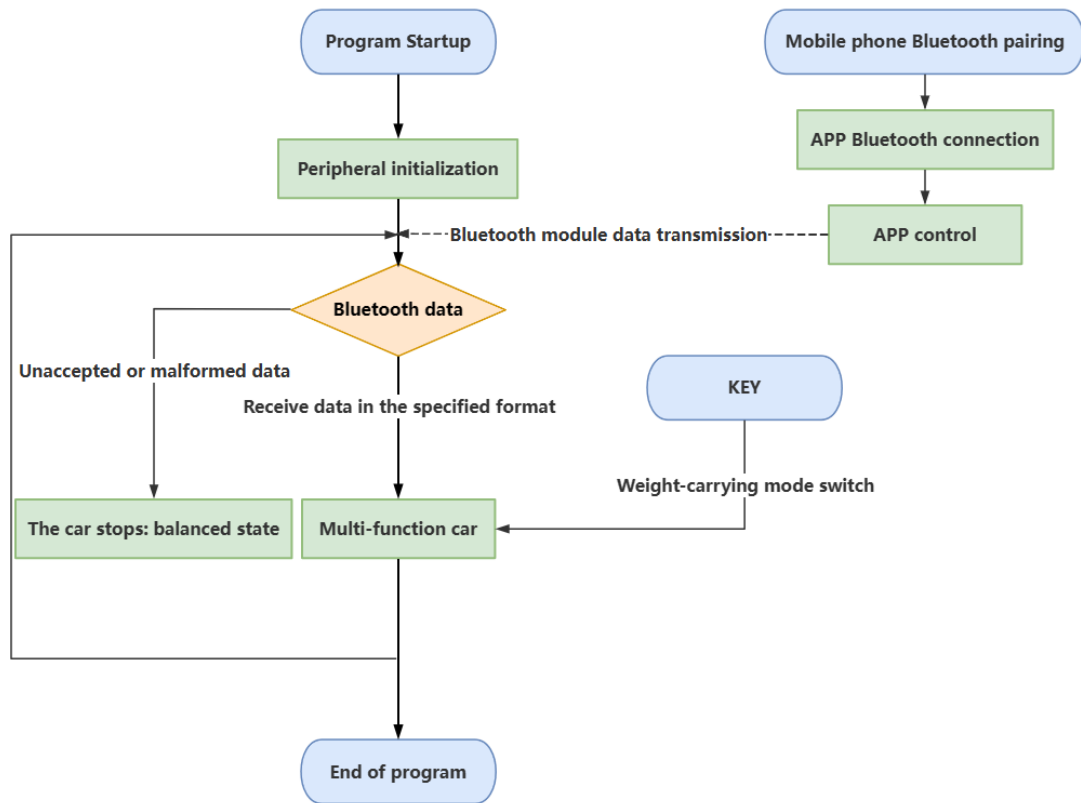 Program Startup
Mobile phone Bluetooth pairing
Peripheral initialization
APP Bluetooth connection
Bluetooth module data transmission
APP control
Bluetooth data
Unaccepted or malformed data
Receive data in the specified format
KEY
Weight-carrying mode switch
The car stops: balanced state
Multi-function car
End of program